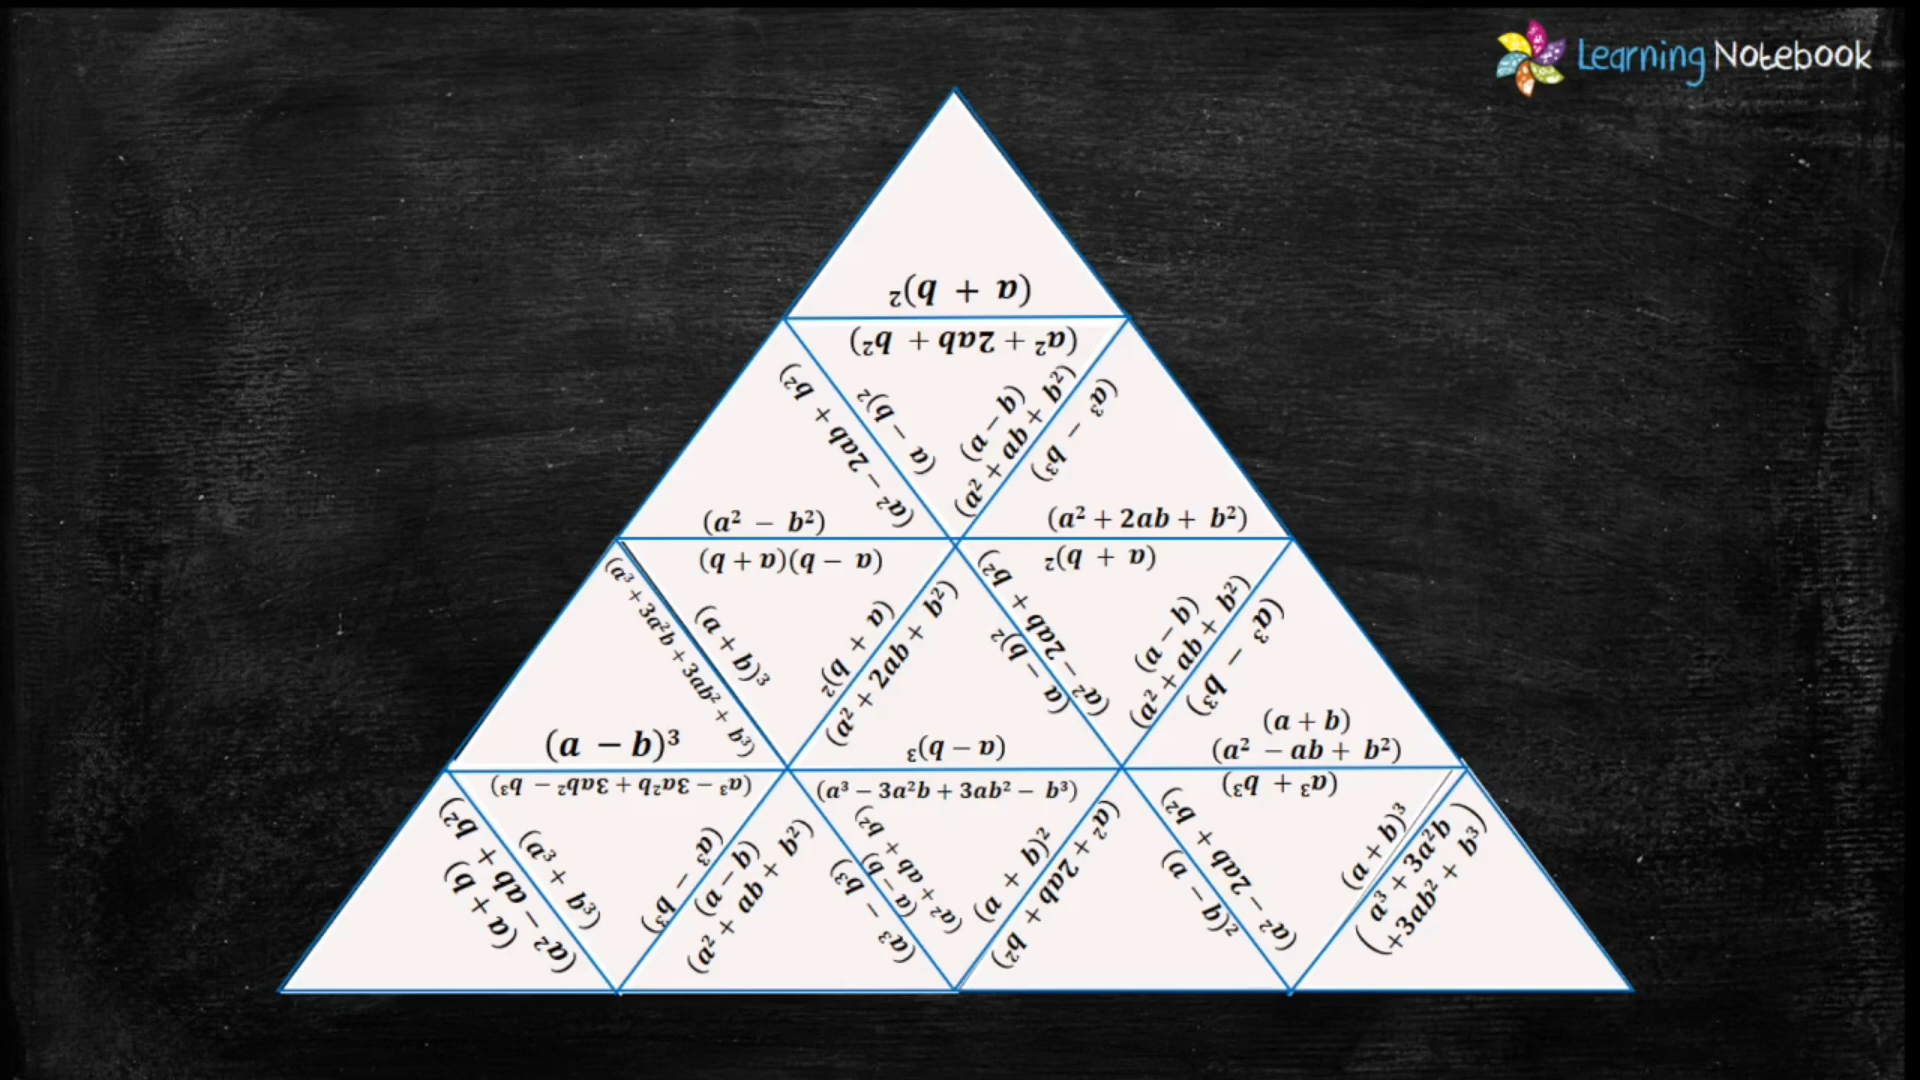 Learning Notebook
(a + b)²
(a² + 2ab + b²)
(a² − 2ab + b²)
(a − b)²
(a − b)
(a² + ab + b²)
(a³ − b³)
(a² − b²)
(a² + 2ab + b²)
(a − b)(a + b)
(a + b)²
(a³ + 3a²b + 3ab² + b³)
(a + b)³
(a + b)²
(a² + 2ab + b²)
(a − b)²
(a² − 2ab + b²)
(a − b)
(a² + ab + b²)
(a³ − b³)
(a − b)³
(a − b)³
(a + b)
(a² − ab + b²)
(a³ − 3a²b + 3ab² − b³)
(a³ − 3a²b + 3ab² − b³)
(a³ + b³)
(a + b)
(a² − ab + b²)
(a³ + b³)
(a³ − b³)
(a − b)
(a² + ab + b²)
(a³ − b³)
(a − b)
(a² + ab + b²)
(a + b)²
(a² + 2ab + b²)
(a − b)²
(a² − 2ab + b²)
(a + b)³
(a³ + 3a²b
+3ab² + b³)